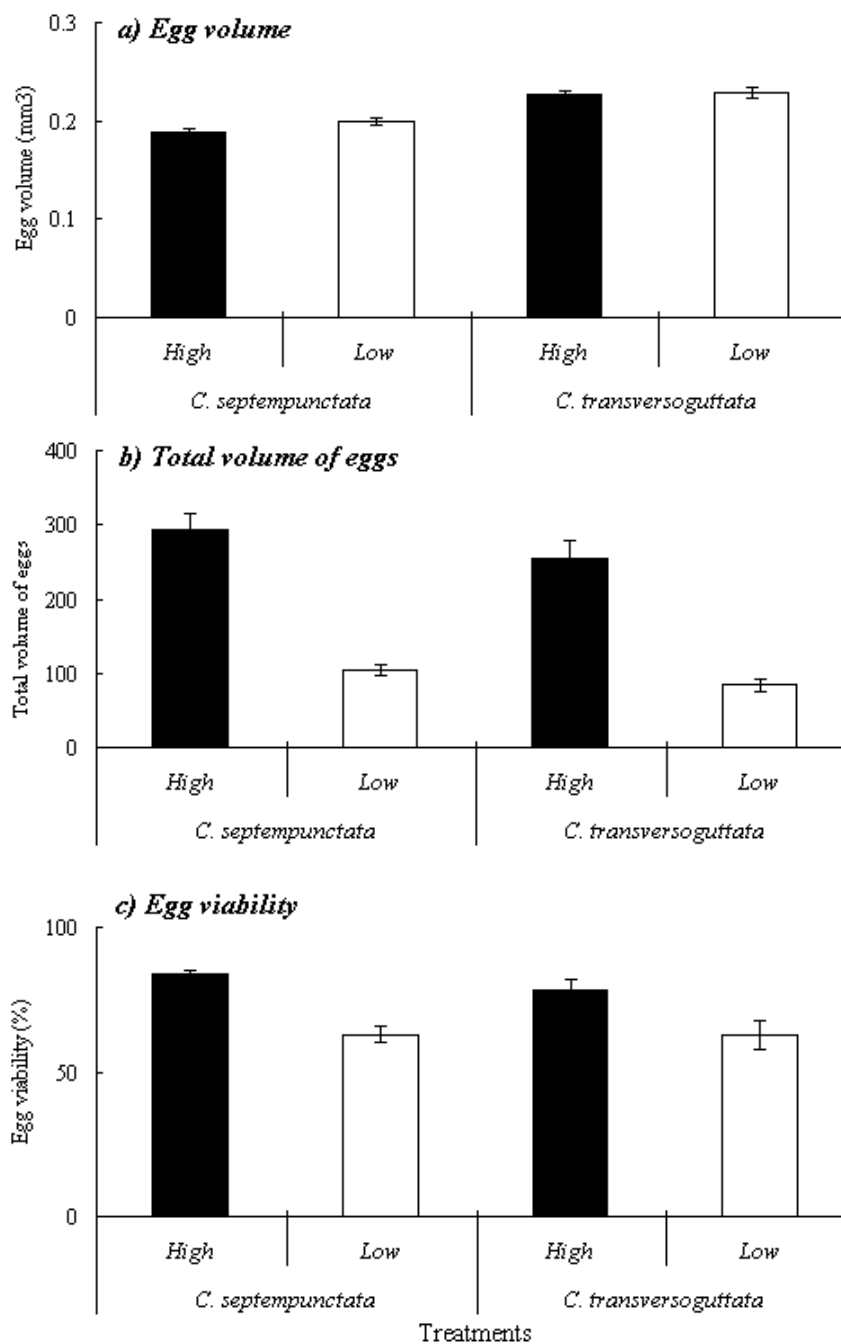 a) Egg volume
Egg volume (mm3)
0.3
0.2
0.1
0
High Low High Low
C. septempunctata C. transversoguttata
b) Total volume of eggs
Total volume of eggs
400
300
200
100
0
High Low High Low
C. septempunctata C. transversoguttata
c) Egg viability
Egg viability (%)
100
50
0
High Low High Low
C. septempunctata C. transversoguttata
Treatments